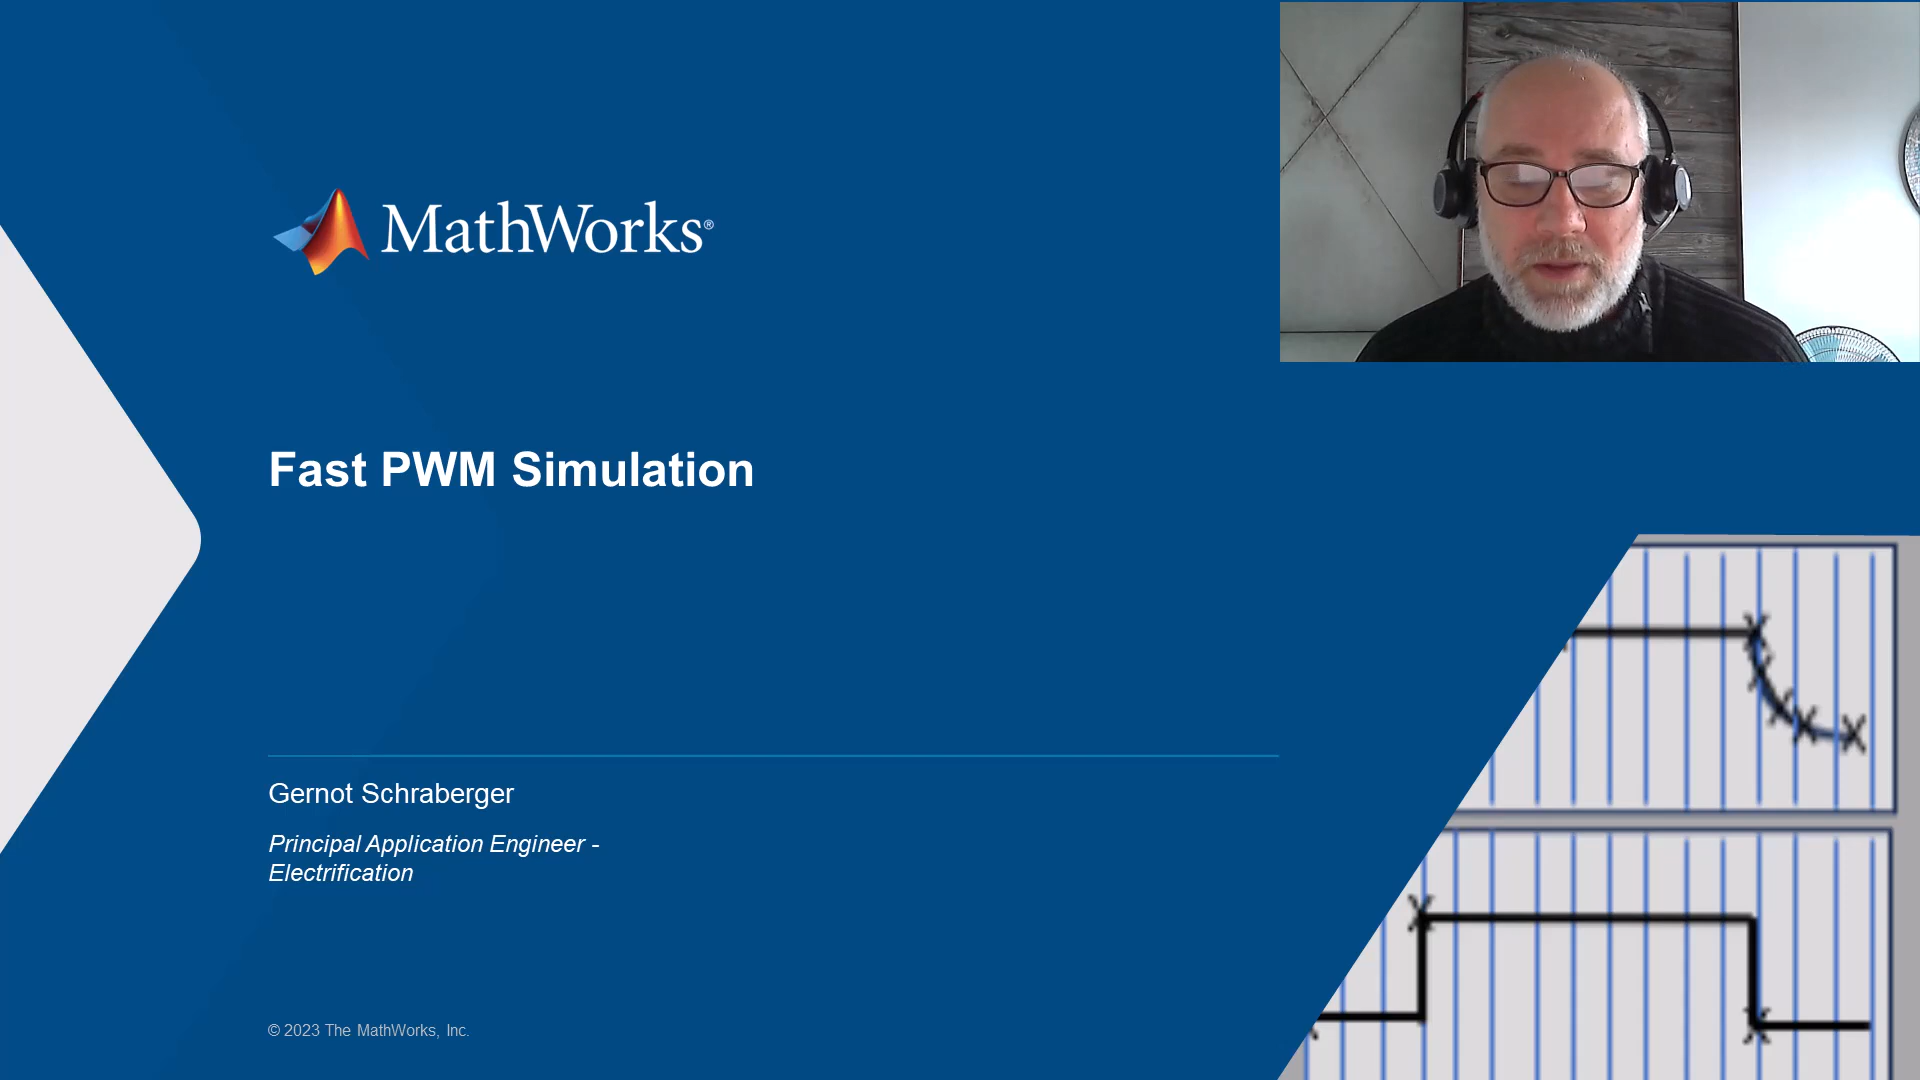 MathWorks®
Fast PWM Simulation
Gernot Schraberger
Principal Application Engineer -
Electrification
© 2023 The MathWorks, Inc.